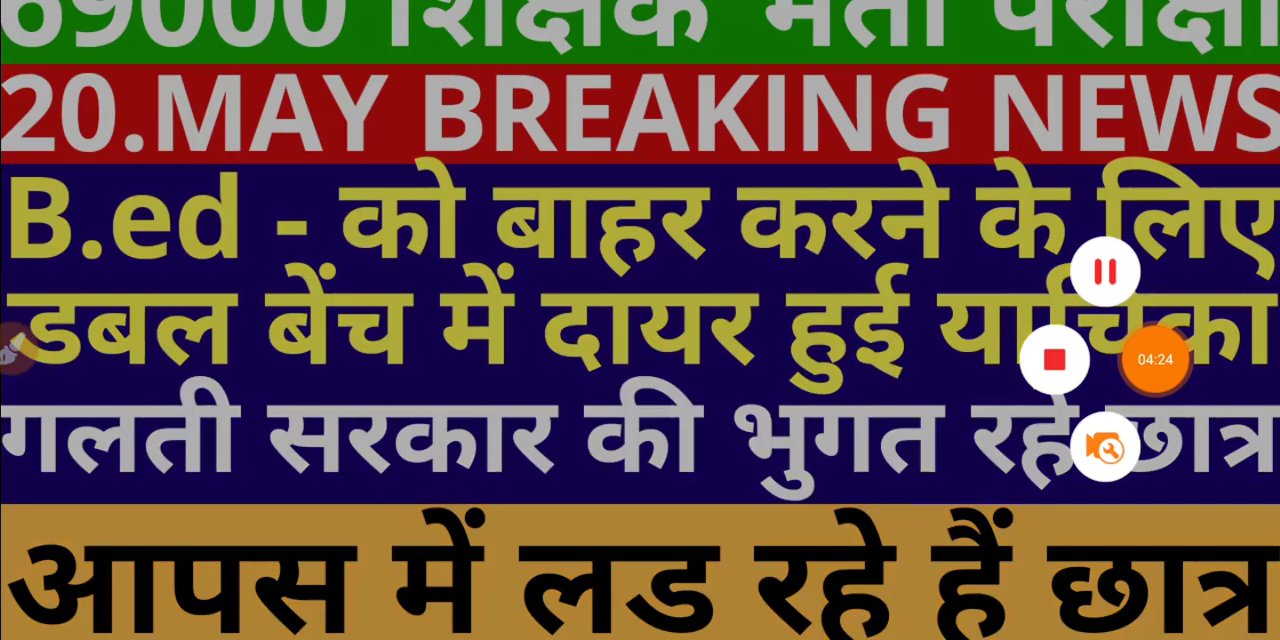 69000 शिक्षक भर्ती परीक्षा
20.MAY BREAKING NEWS
B.ed - को बाहर करने के लिए
डबल बेंच में दायर हुई याचिका
गलती सरकार की भुगत रहे छात्र
04:24
आपस में लड रहे हैं छात्र